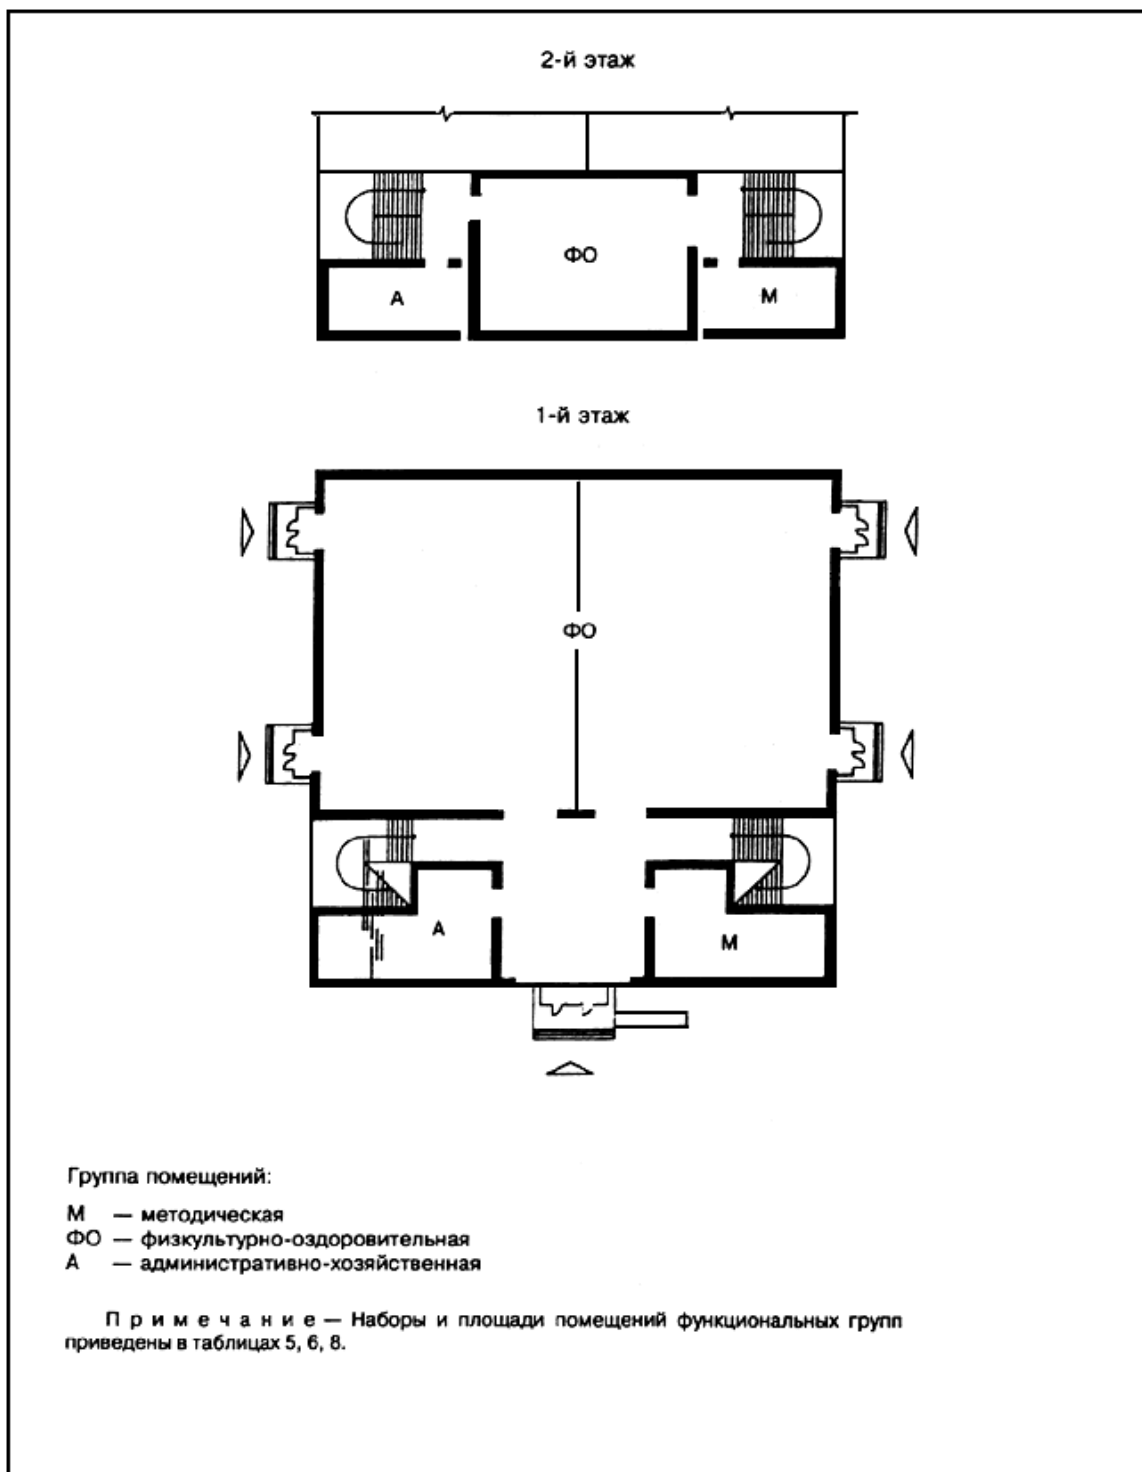 2-й этаж
ФО
А
М
1-й этаж
ФО
А
М
Группа помещений:
М — методическая
ФО — физкультурно-оздоровительная
А — административно-хозяйственная
П р и м е ч а н и е — Наборы и площади помещений функциональных групп
приведены в таблицах 5, 6, 8.